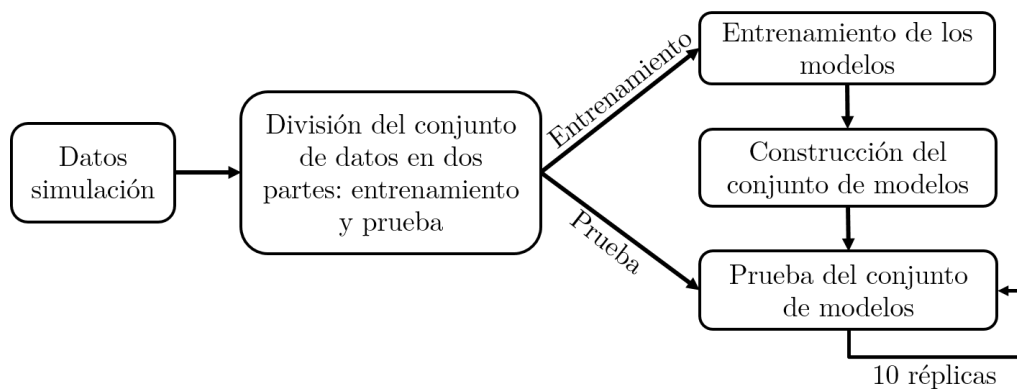 Datos
simulación
División del conjunto
de datos en dos
partes: entrenamiento
y prueba
Entrenamiento
Prueba
Entrenamiento de los
modelos
Construcción del
conjunto de modelos
Prueba del conjunto
de modelos
10 réplicas